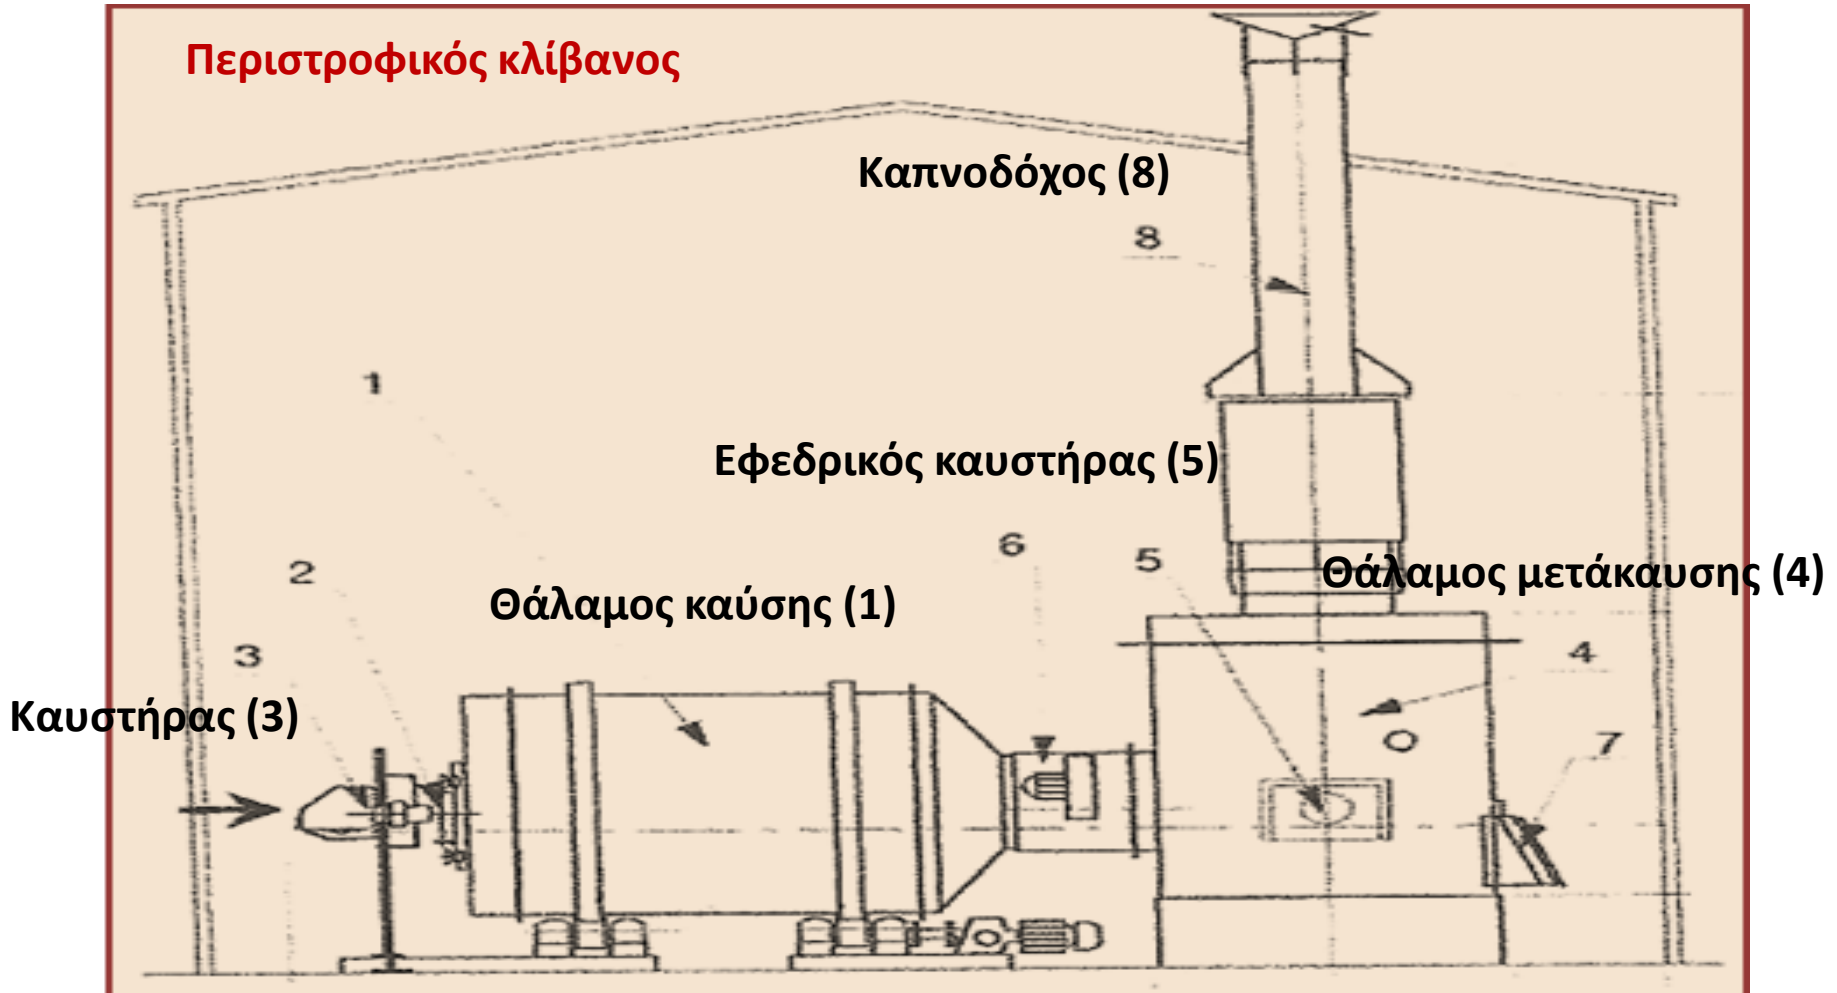 Περιστροφικός κλίβανος
Καπνοδόχος (8)
8
1
Εφεδρικός καυστήρας (5)
6
5
2
Θάλαμος μετάκαυσης (4)
Θάλαμος καύσης (1)
3
4
Καυστήρας (3)
7